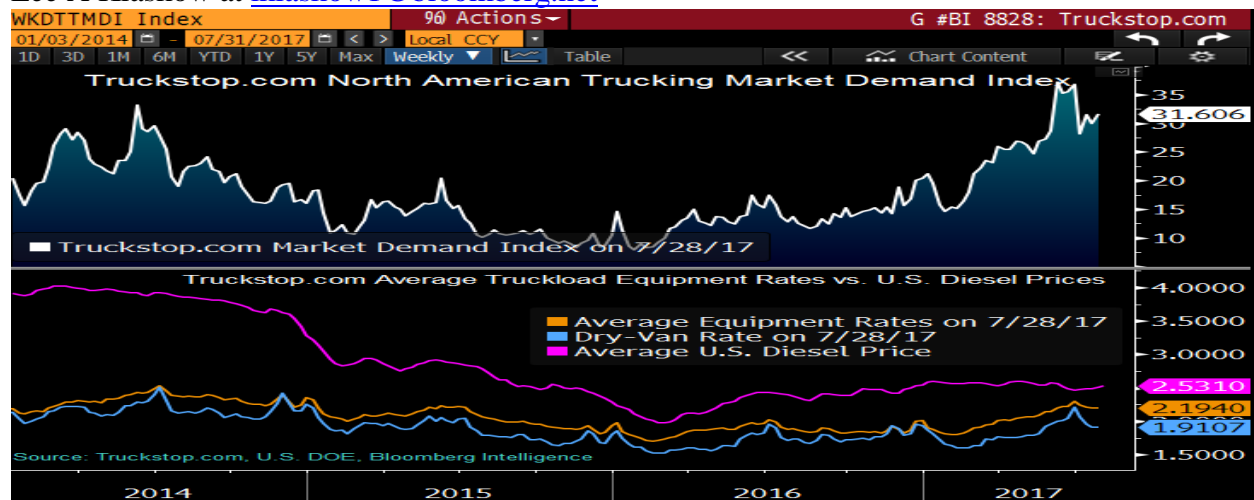 WKDTTMDI Index 90 Actions G #BI 8828: Truckstop.com
01/03/2014 - 07/31/2017 < > Local CCY
1D 3D 1M 6M YTD 1Y 5Y Max Weekly Table << Chart Content
Truckstop.com North American Trucking Market Demand Index
35
31.606
30
25
20
15
10
Truckstop.com Market Demand Index on 7/28/17
Truckstop.com Average Truckload Equipment Rates vs. U.S. Diesel Prices
4.0000
Average Equipment Rates on 7/28/17
3.5000
Dry-Van Rate on 7/28/17
Average U.S. Diesel Price
3.0000
2.5310
2.1940
1.9107
1.5000
Source: Truckstop.com, U.S. DOE, Bloomberg Intelligence
2014 2015 2016 2017